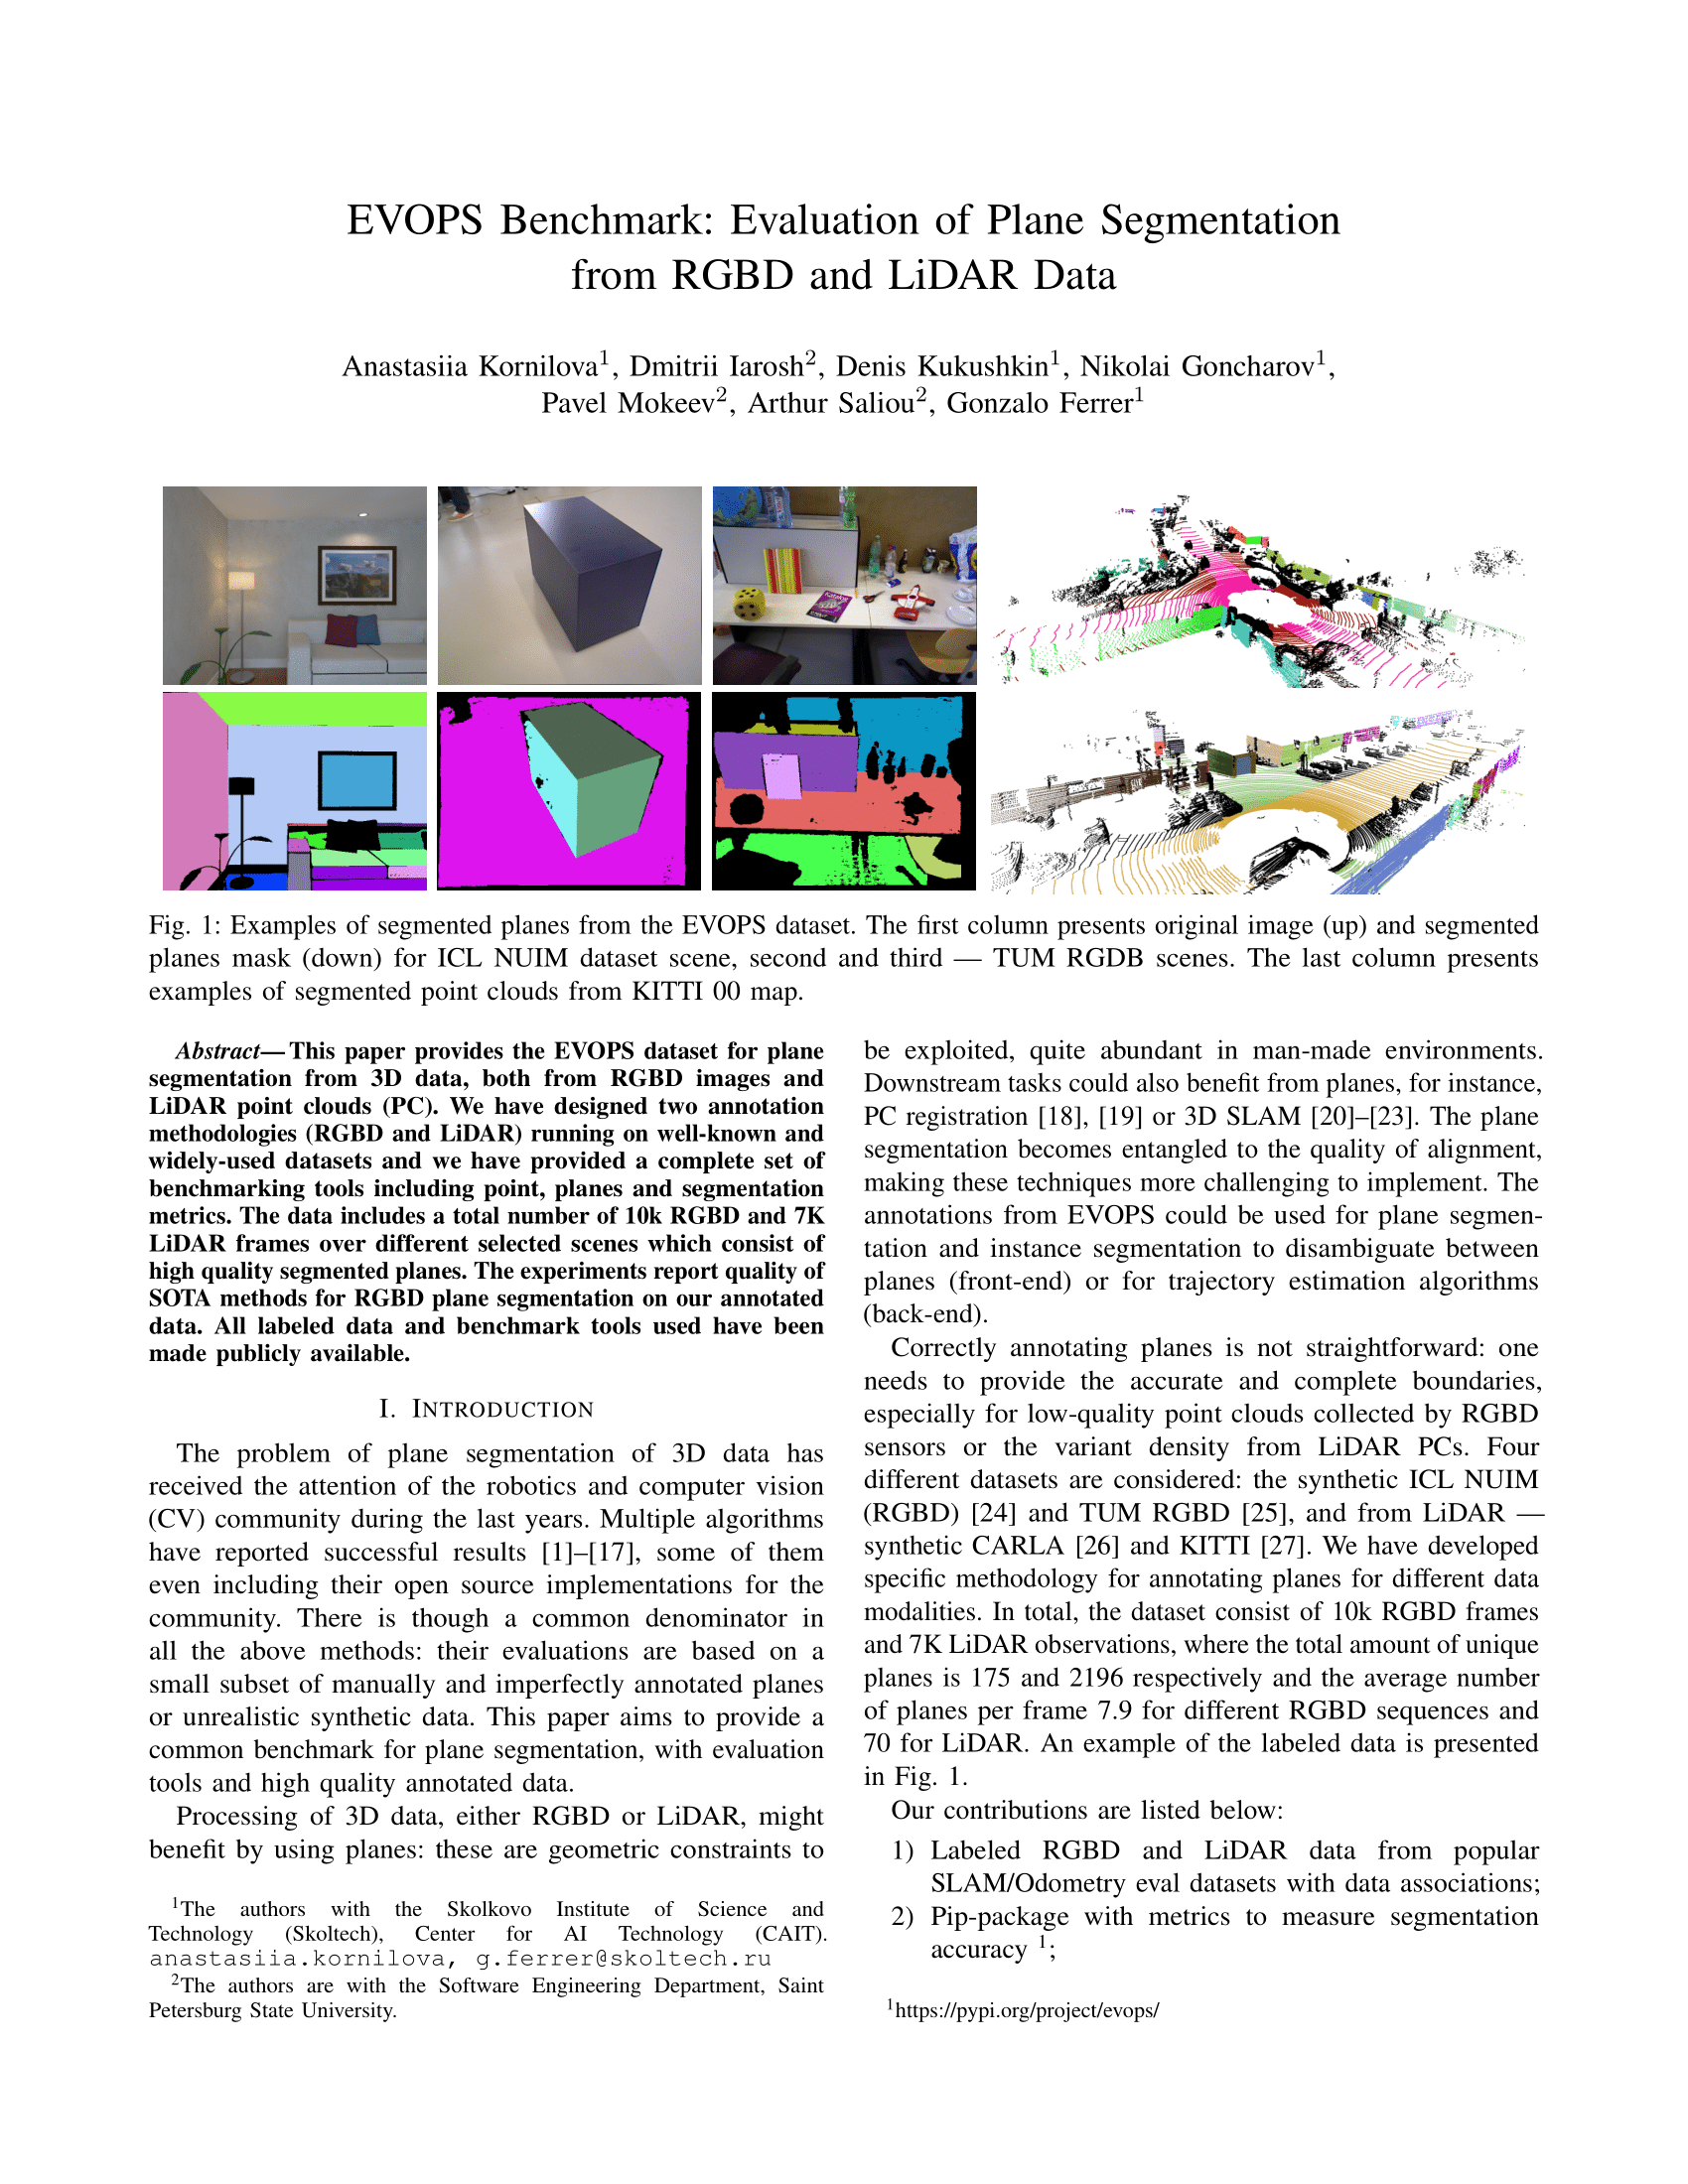 EVOPS Benchmark: Evaluation of Plane Segmentation
from RGBD and LiDAR Data
Anastasiia Kornilova¹, Dmitrii Iarosh², Denis Kukushkin¹, Nikolai Goncharov¹,
Pavel Mokeev², Arthur Saliou², Gonzalo Ferrer¹
Fig. 1: Examples of segmented planes from the EVOPS dataset. The first column presents original image (up) and segmented
planes mask (down) for ICL NUIM dataset scene, second and third — TUM RGDB scenes. The last column presents
examples of segmented point clouds from KITTI 00 map.
Abstract— This paper provides the EVOPS dataset for plane
segmentation from 3D data, both from RGBD images and
LiDAR point clouds (PC). We have designed two annotation
methodologies (RGBD and LiDAR) running on well-known and
widely-used datasets and we have provided a complete set of
benchmarking tools including point, planes and segmentation
metrics. The data includes a total number of 10k RGBD and 7K
LiDAR frames over different selected scenes which consist of
high quality segmented planes. The experiments report quality of
SOTA methods for RGBD plane segmentation on our annotated
data. All labeled data and benchmark tools used have been
made publicly available.
I. INTRODUCTION
The problem of plane segmentation of 3D data has
received the attention of the robotics and computer vision
(CV) community during the last years. Multiple algorithms
have reported successful results [1]–[17], some of them
even including their open source implementations for the
community. There is though a common denominator in
all the above methods: their evaluations are based on a
small subset of manually and imperfectly annotated planes
or unrealistic synthetic data. This paper aims to provide a
common benchmark for plane segmentation, with evaluation
tools and high quality annotated data.
Processing of 3D data, either RGBD or LiDAR, might
benefit by using planes: these are geometric constraints to
¹The authors with the Skolkovo Institute of Science and
Technology (Skoltech), Center for AI Technology (CAIT).
anastasiia.kornilova, g.ferrer@skoltech.ru
²The authors are with the Software Engineering Department, Saint
Petersburg State University.
be exploited, quite abundant in man-made environments.
Downstream tasks could also benefit from planes, for instance,
PC registration [18], [19] or 3D SLAM [20]–[23]. The plane
segmentation becomes entangled to the quality of alignment,
making these techniques more challenging to implement. The
annotations from EVOPS could be used for plane segmen-
tation and instance segmentation to disambiguate between
planes (front-end) or for trajectory estimation algorithms
(back-end).
Correctly annotating planes is not straightforward: one
needs to provide the accurate and complete boundaries,
especially for low-quality point clouds collected by RGBD
sensors or the variant density from LiDAR PCs. Four
different datasets are considered: the synthetic ICL NUIM
(RGBD) [24] and TUM RGBD [25], and from LiDAR —
synthetic CARLA [26] and KITTI [27]. We have developed
specific methodology for annotating planes for different data
modalities. In total, the dataset consist of 10k RGBD frames
and 7K LiDAR observations, where the total amount of unique
planes is 175 and 2196 respectively and the average number
of planes per frame 7.9 for different RGBD sequences and
70 for LiDAR. An example of the labeled data is presented
in Fig. 1.
Our contributions are listed below:
1) Labeled RGBD and LiDAR data from popular
SLAM/Odometry eval datasets with data associations;
2) Pip-package with metrics to measure segmentation
accuracy ¹;
¹https://pypi.org/project/evops/